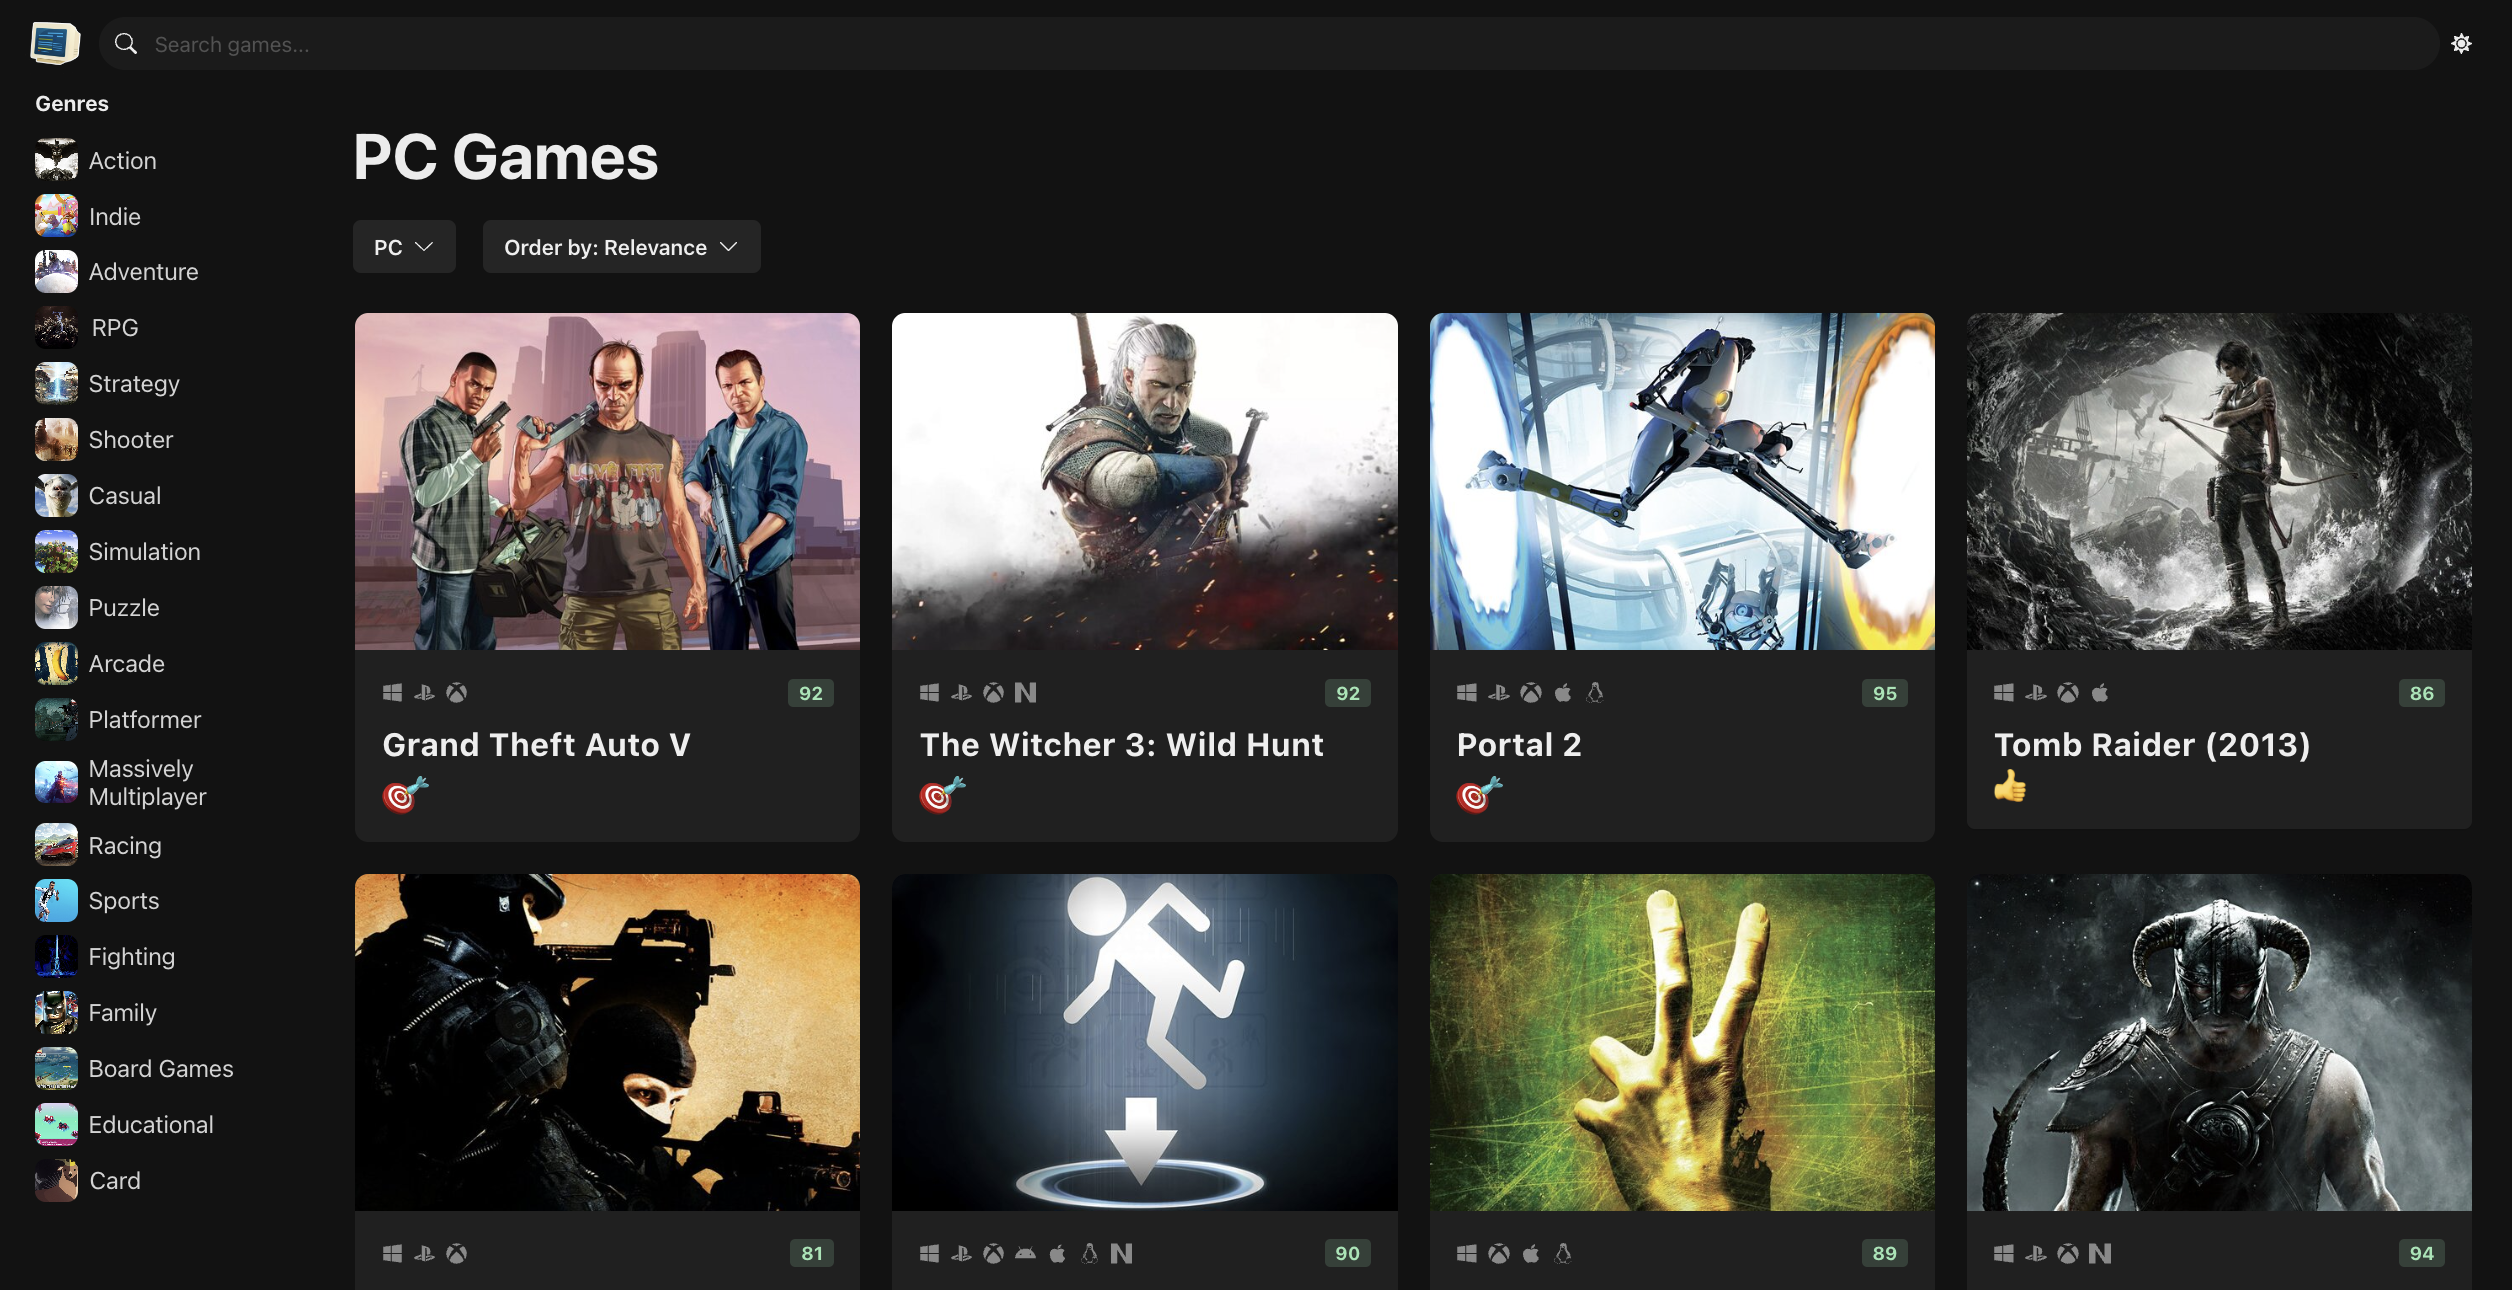 Search games...
Genres
Action
Indie
Adventure
RPG
Strategy
Shooter
Casual
Simulation
Puzzle
Arcade
Platformer
Massively
Multiplayer
Racing
Sports
Fighting
Family
Board Games
Educational
Card
PC Games
PC
Order by: Relevance
LOVE FIST
92
Grand Theft Auto V
92
The Witcher 3: Wild Hunt
95
Portal 2
86
Tomb Raider (2013)
81
90
89
94